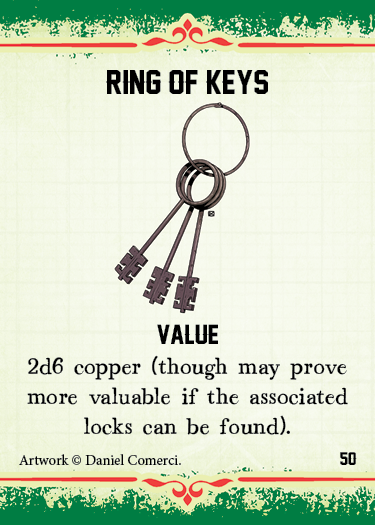 RING OF KEYS
VALUE
2d6 copper (though may prove
more valuable if the associated
locks can be found).
Artwork © Daniel Comerci.
50